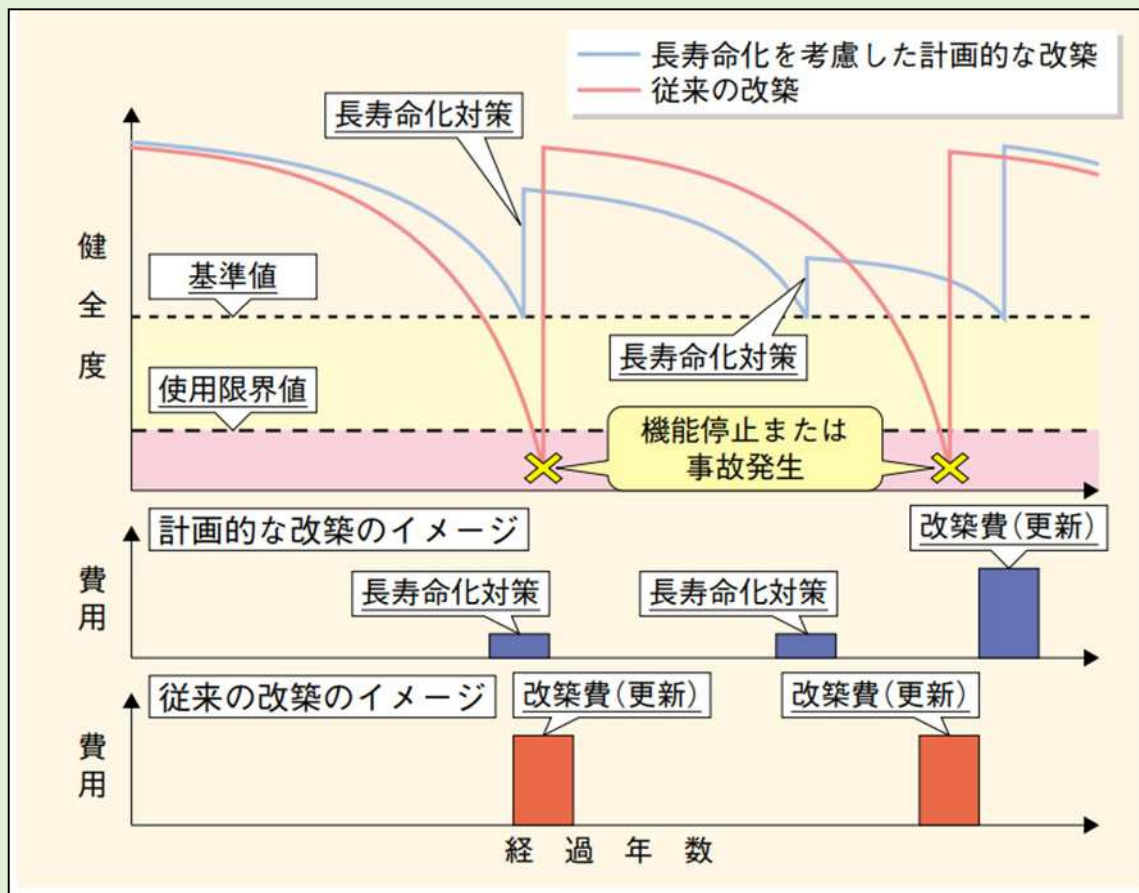 長寿命化を考慮した計画的な改築
従来の改築
長寿命化対策
健全度
基準値
長寿命化対策
使用限界値
機能停止または
事故発生
計画的な改築のイメージ
改築費(更新)
費用
長寿命化対策
長寿命化対策
従来の改築のイメージ
改築費(更新)
改築費(更新)
費用
経過年数